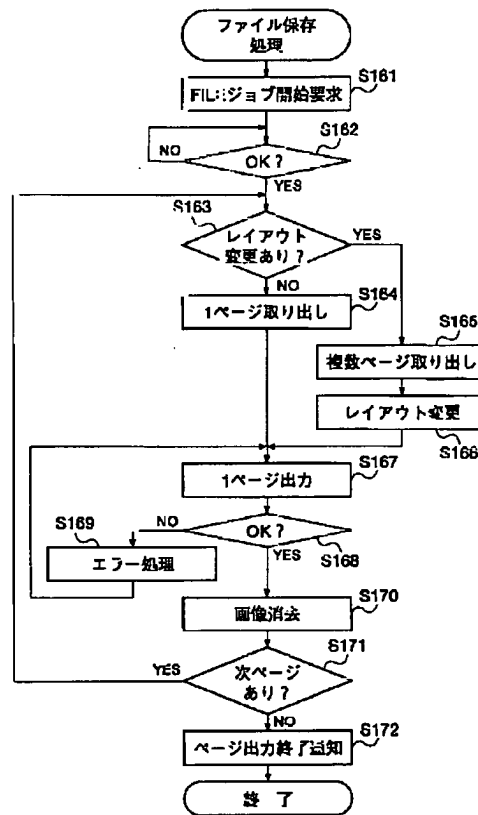 ファイル保存
処理
S161
FILEジョブ開始要求
S162
NO
OK?
YES
S163
レイアウト
変更あり?
YES
NO
S164
1ページ取り出し
S165
複数ページ取り出し
レイアウト変更
S166
S167
1ページ出力
S169
NO
OK?
エラー処理
YES
S168
S170
画像消去
S171
YES
次ページ
あり?
NO
S172
ページ出力終了通知
終 了